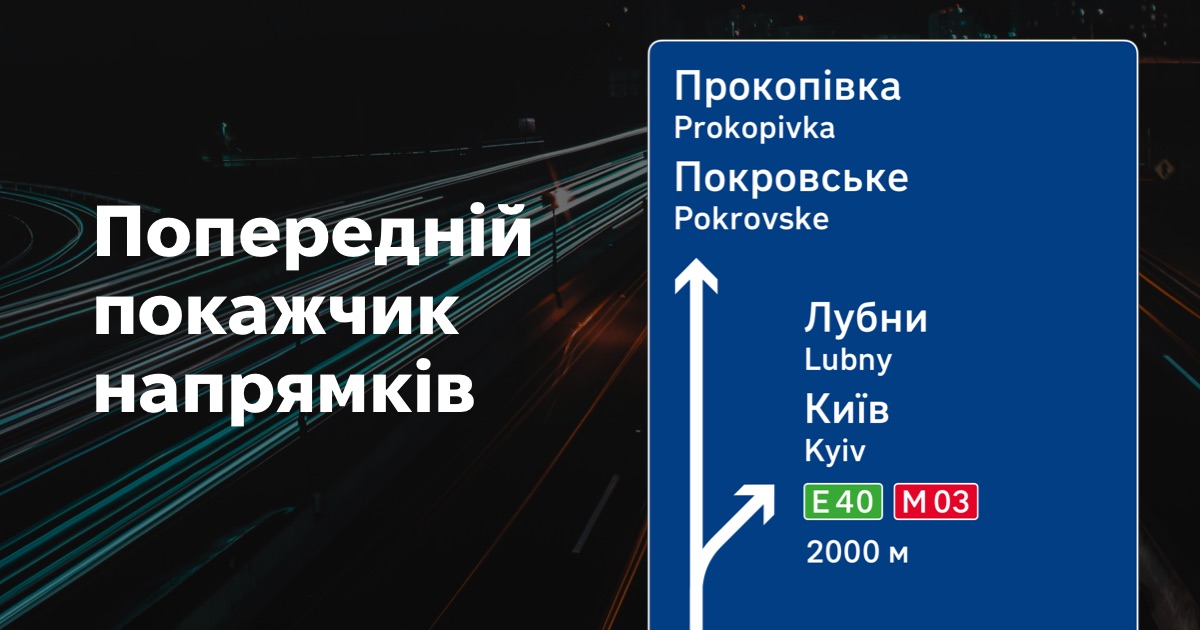 Попередній
покажчик
напрямків
Прокопівка
Prokopivka
Покровське
Pokrovske
Лубни
Lubny
Київ
Kyiv
E 40 M 03
2000 м